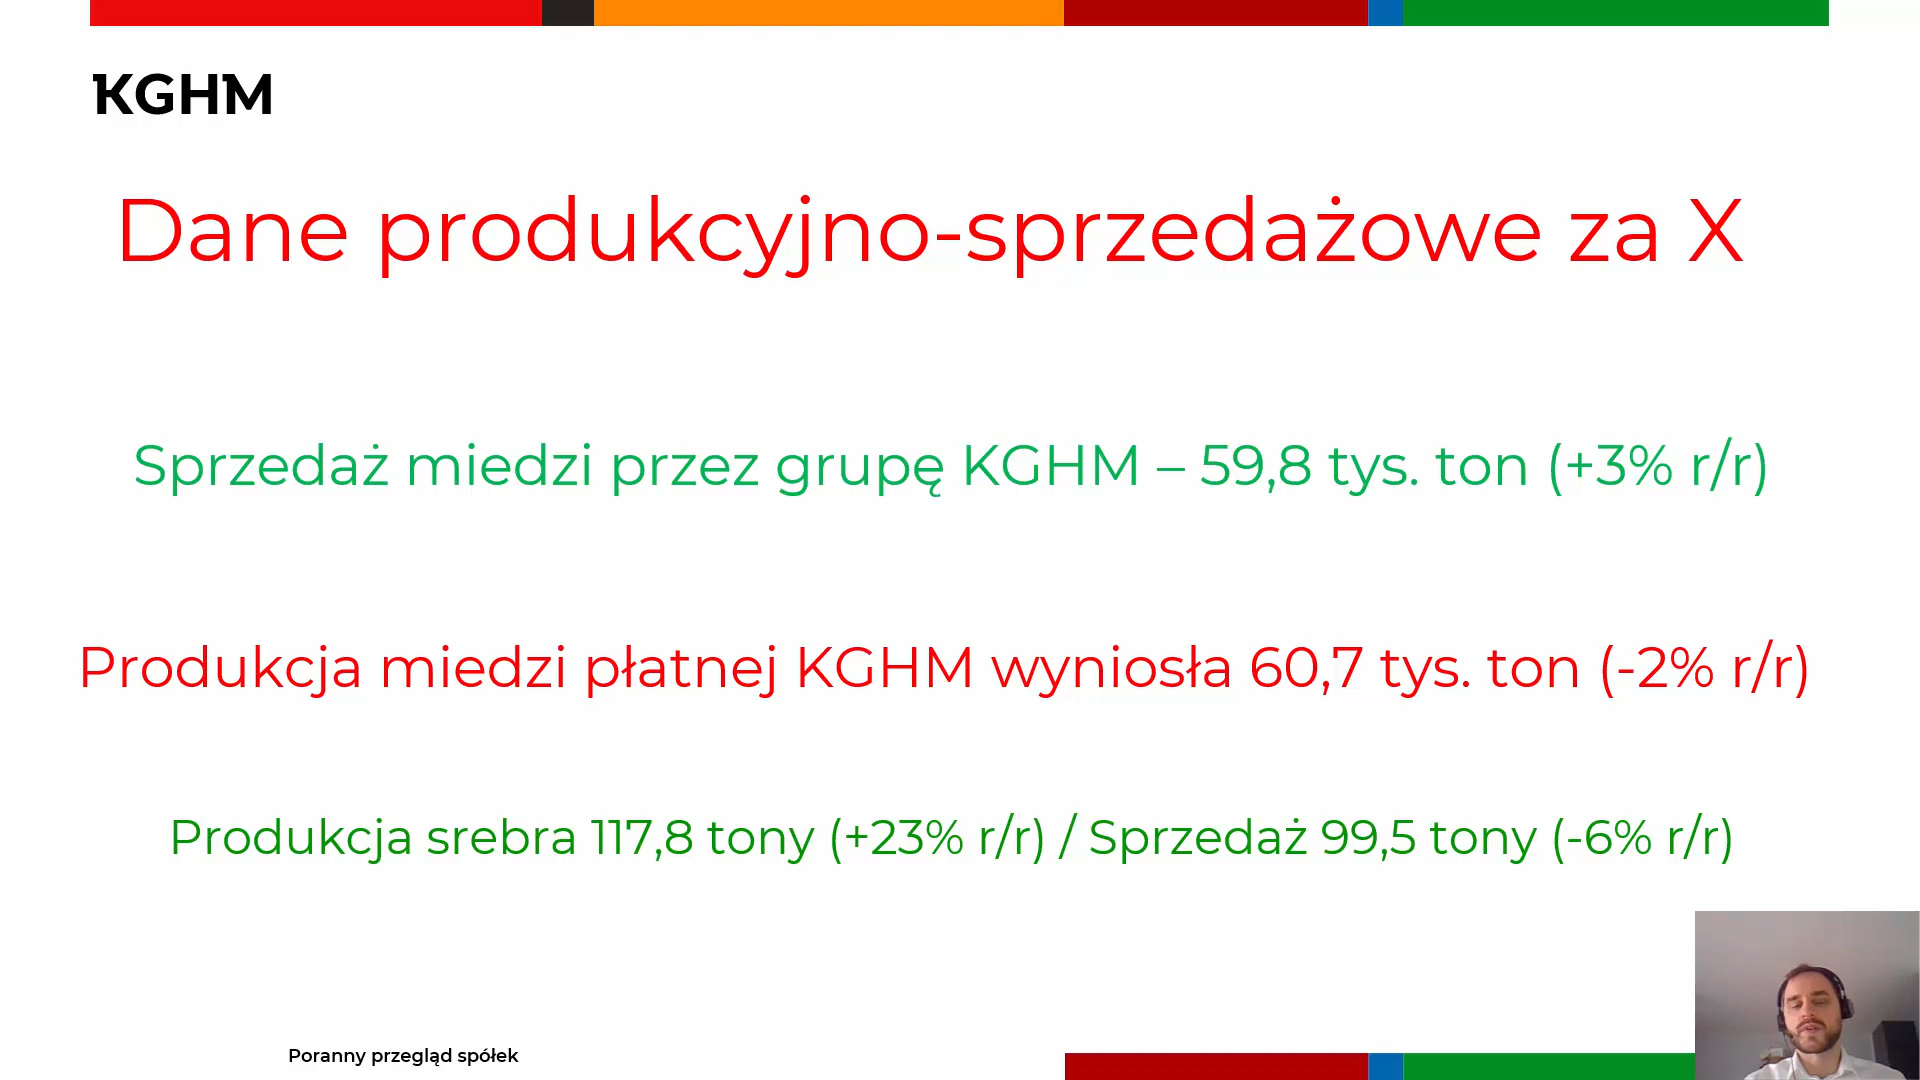 KGHM
Dane produkcyjno-sprzedażowe za X
Sprzedaż miedzi przez grupę KGHM – 59,8 tys. ton (+3% r/r)
Produkcja miedzi płatnej KGHM wyniosła 60,7 tys. ton (-2% r/r)
Produkcja srebra 117,8 tony (+23% r/r) / Sprzedaż 99,5 tony (-6% r/r)
Poranny przegląd spółek